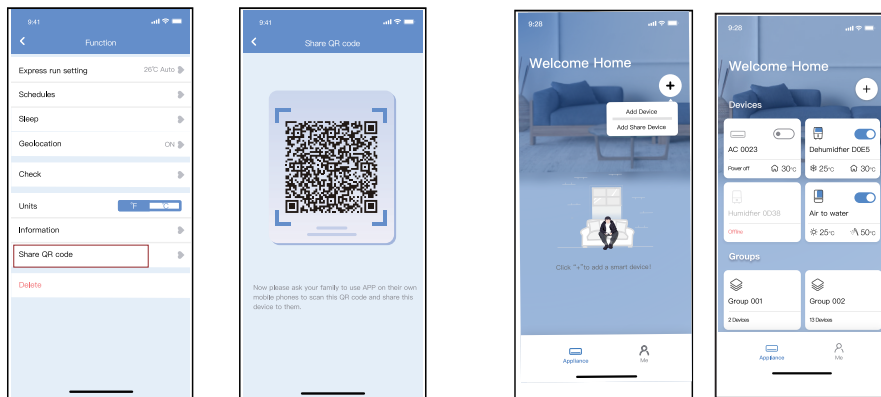 9:41
Function
Express run setting 26°C Auto
Schedules
Sleep
Geolocation ON
Check
Units °F °C
Information
Share QR code
Delete
9:41
Share QR code
Now please ask your family to use APP on their own
mobile phones to scan this QR code and share this
device to them.
9:28
Welcome Home
Add Device
Add Share Device
Click "+"to add a smart device!
Appliance Me
9:28
Welcome Home
Devices
AC 0023
Power off 30°c
Dehumidfier D0E5
25°c 30°c
Humidfner 0D38
Offline
Air to water
25°c 50°c
Groups
Group 001
2 Devices
Group 002
13 Devices
Appliance Me